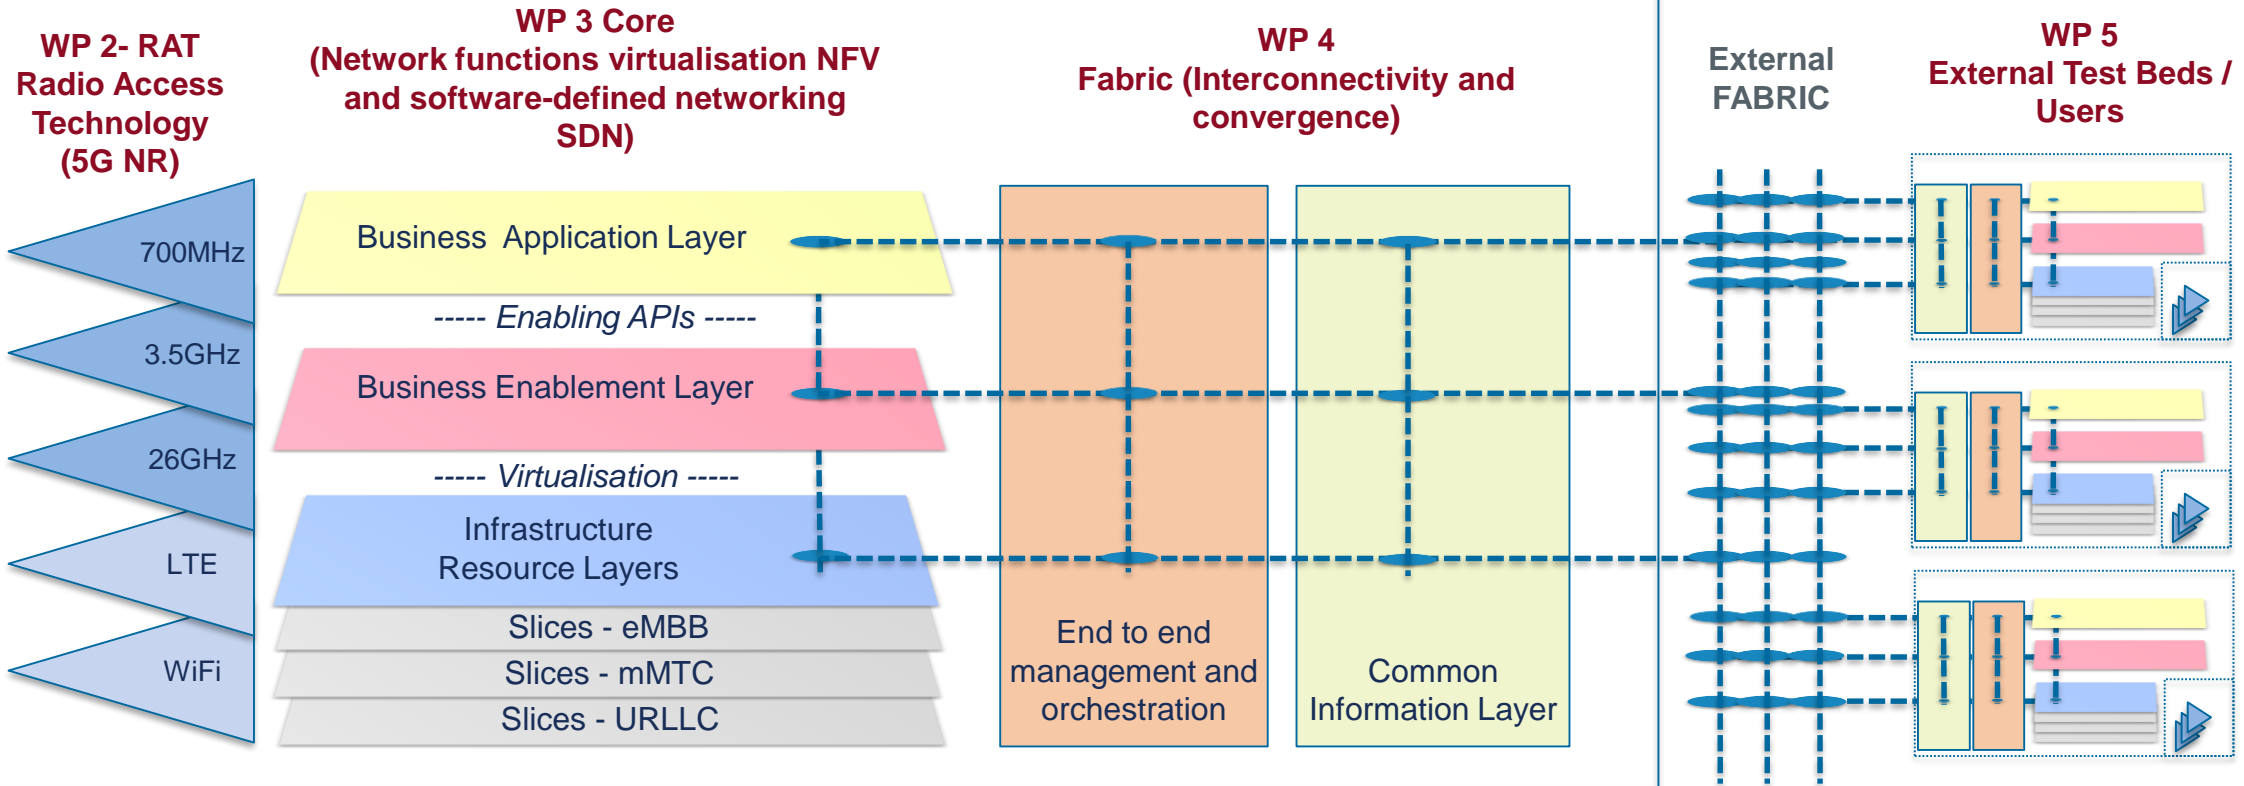 WP 2- RAT
Radio Access
Technology
(5G NR)
WP 3 Core
(Network functions virtualisation NFV
and software-defined networking
SDN)
WP 4
Fabric (Interconnectivity and
convergence)
External
FABRIC
WP 5
External Test Beds /
Users
700MHz
3.5GHz
26GHz
LTE
WiFi
Business  Application Layer
----- Enabling APIs -----
Business Enablement Layer
----- Virtualisation -----
Infrastructure
Resource Layers
Slices - eMBB
Slices - mMTC
Slices - URLLC
End to end
management and
orchestration
Common
Information Layer